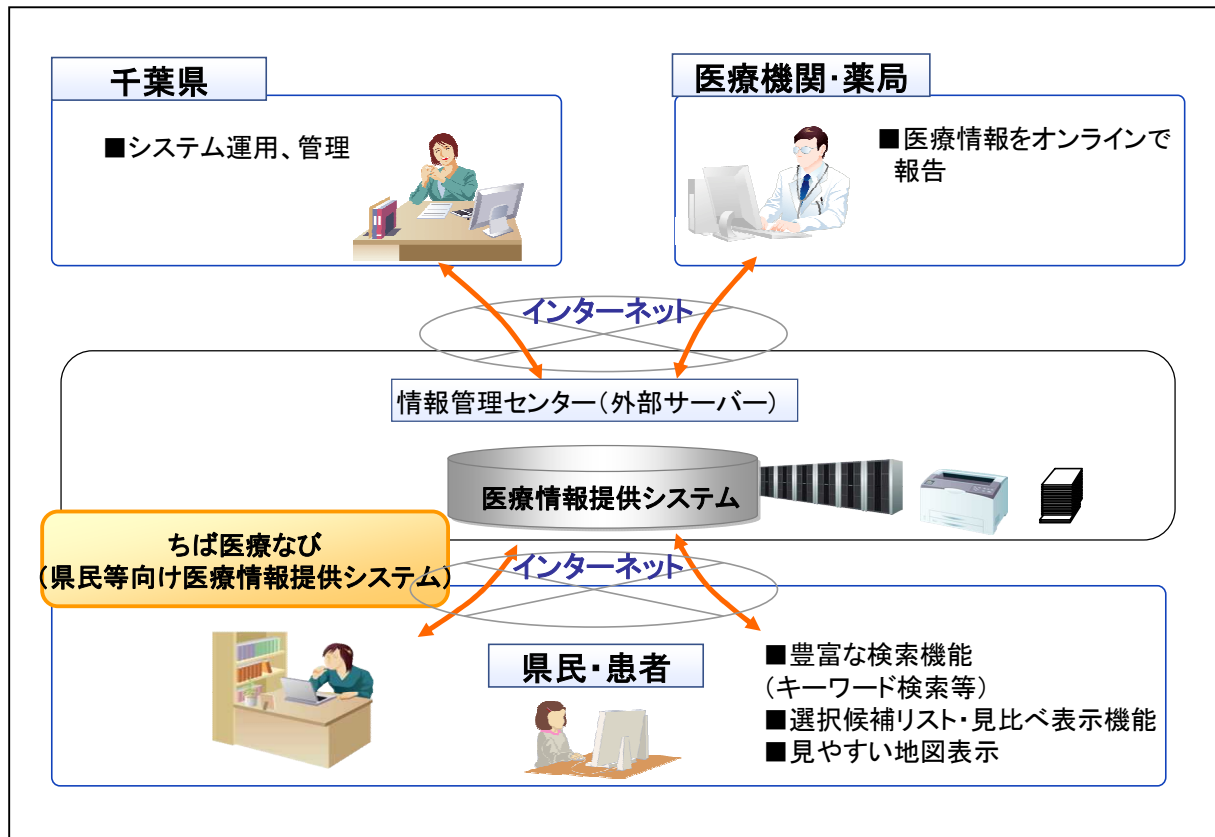 千葉県
■システム運用、管理
医療機関・薬局
■医療情報をオンラインで
報告
インターネット
情報管理センター(外部サーバー)
医療情報提供システム
ちば医療なび
(県民等向け医療情報提供システム)
インターネット
県民・患者
■豊富な検索機能
(キーワード検索等)
■選択候補リスト・見比べ表示機能
■見やすい地図表示